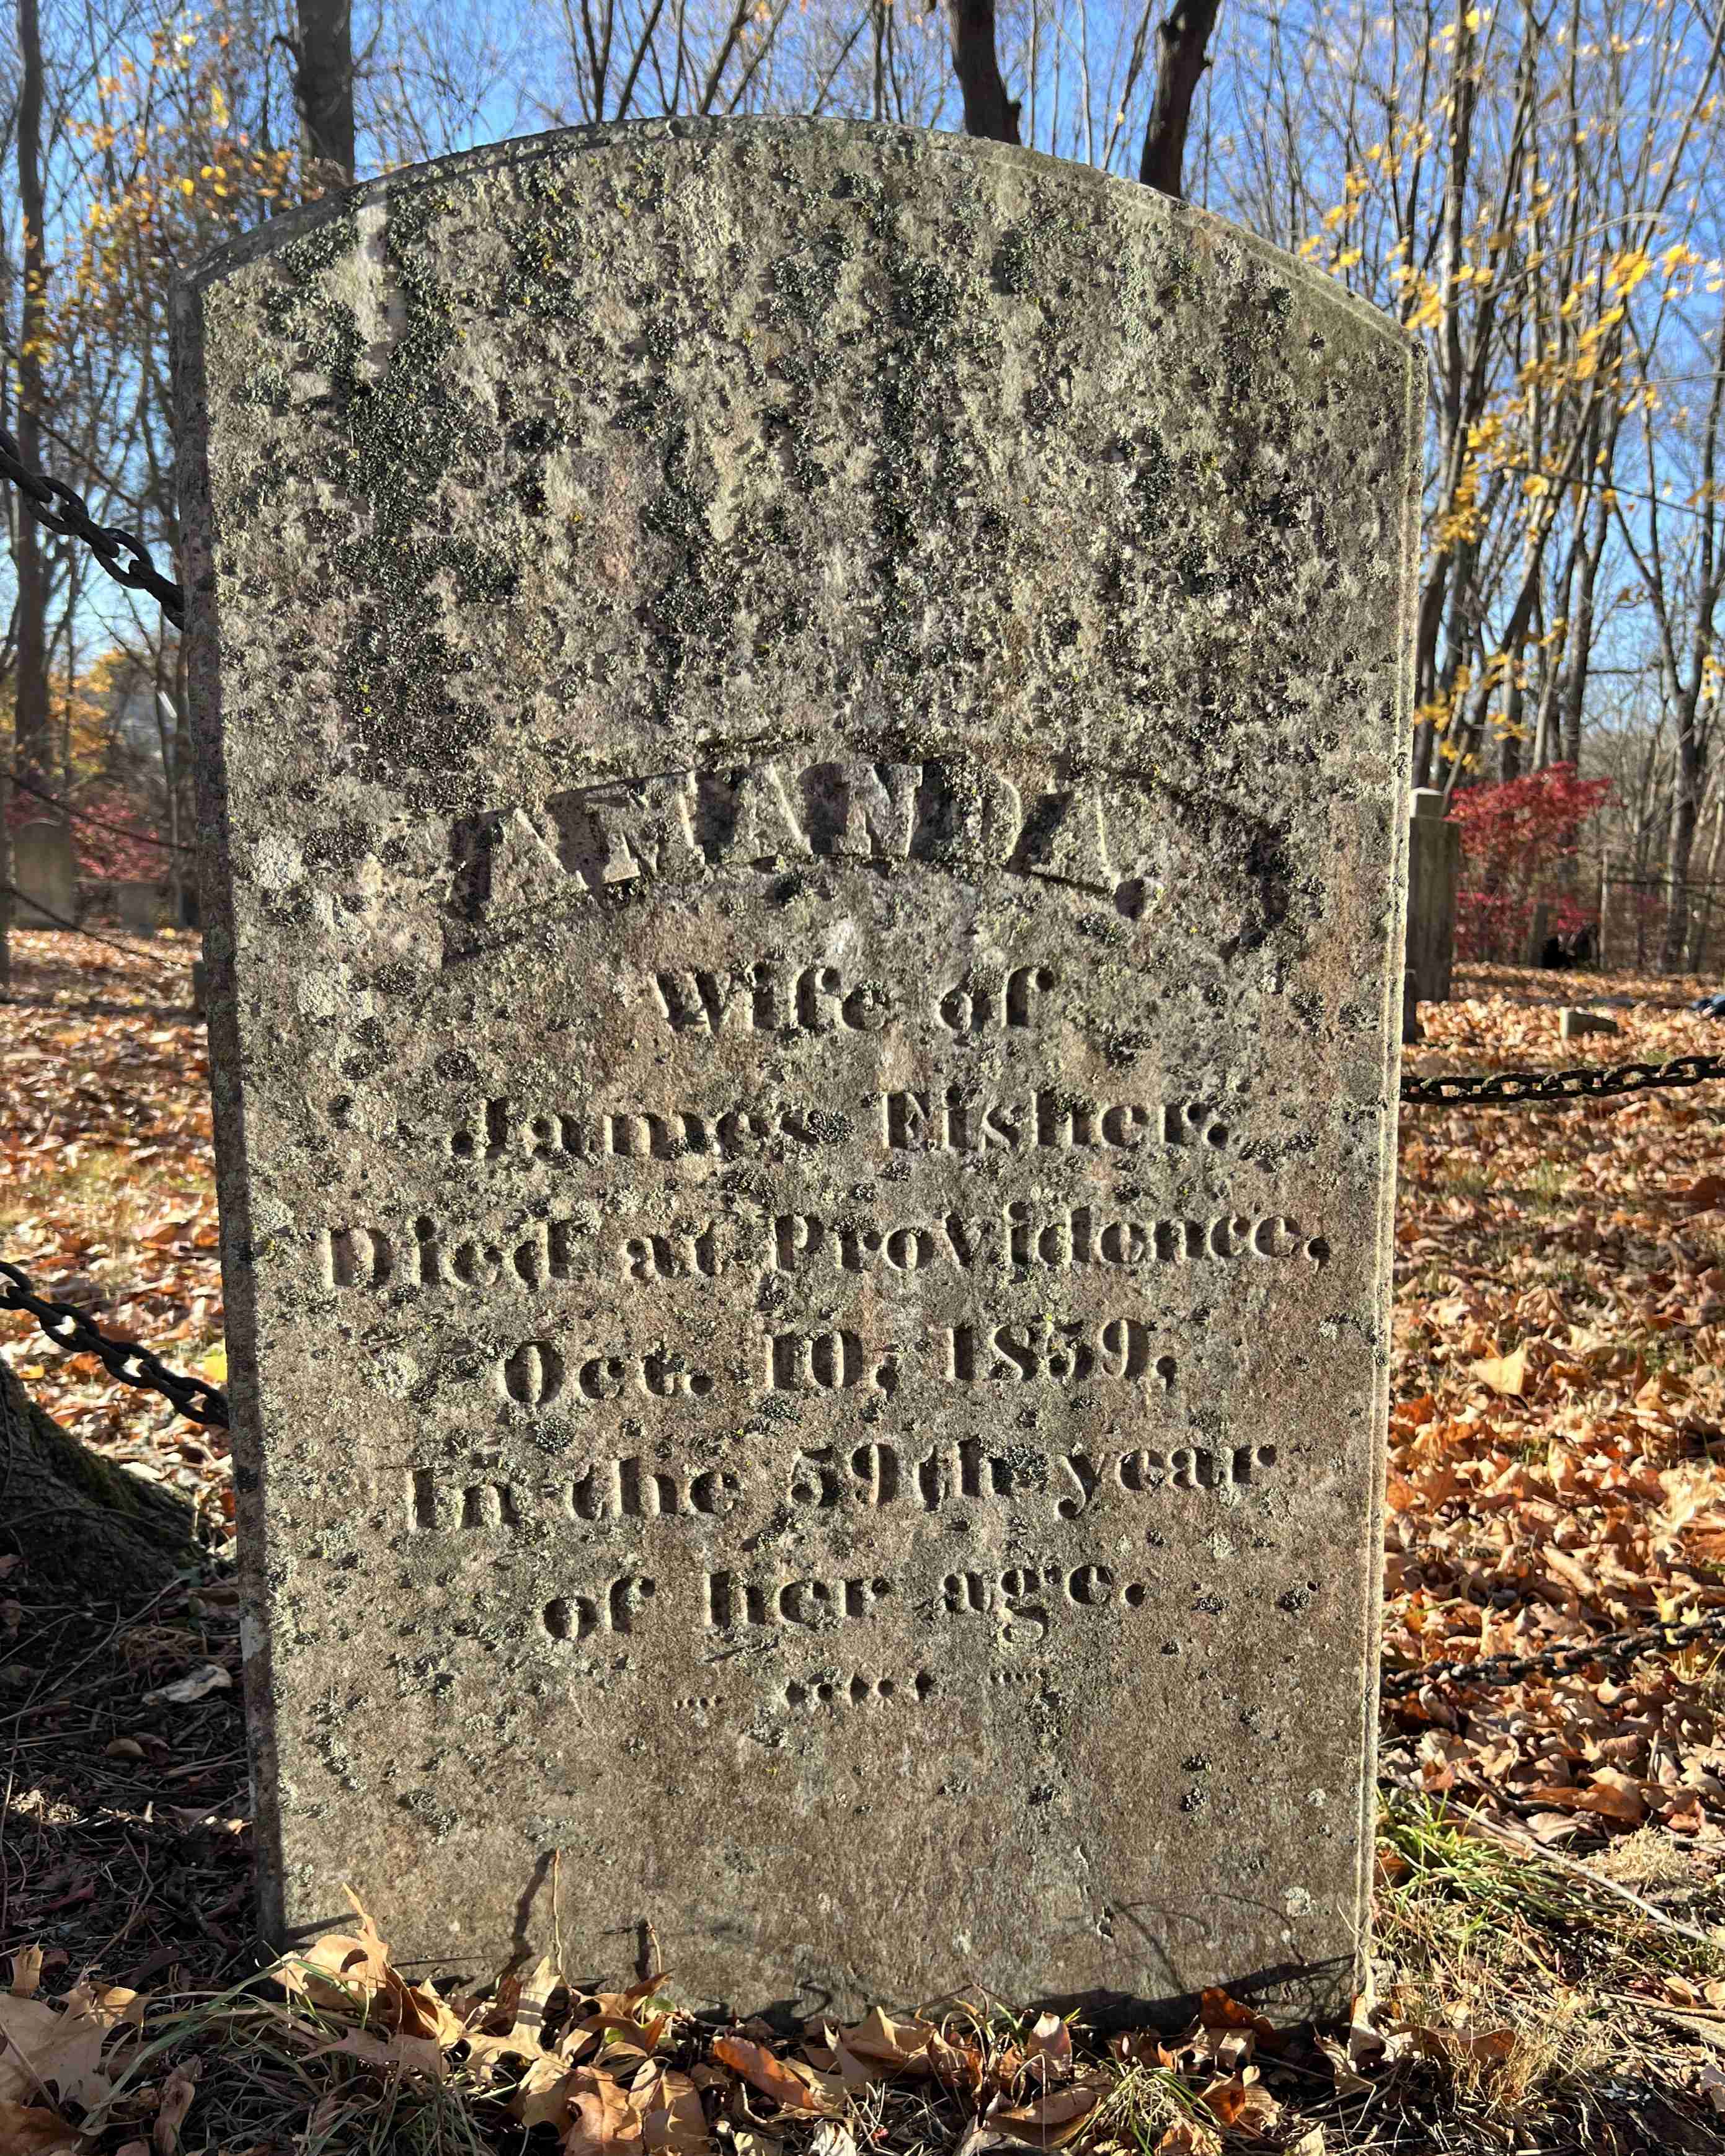 AMANDA,
Wife of
James Fisher.
Died at Providence,
Oct. 10, 1859,
In the 59th year
of her age.